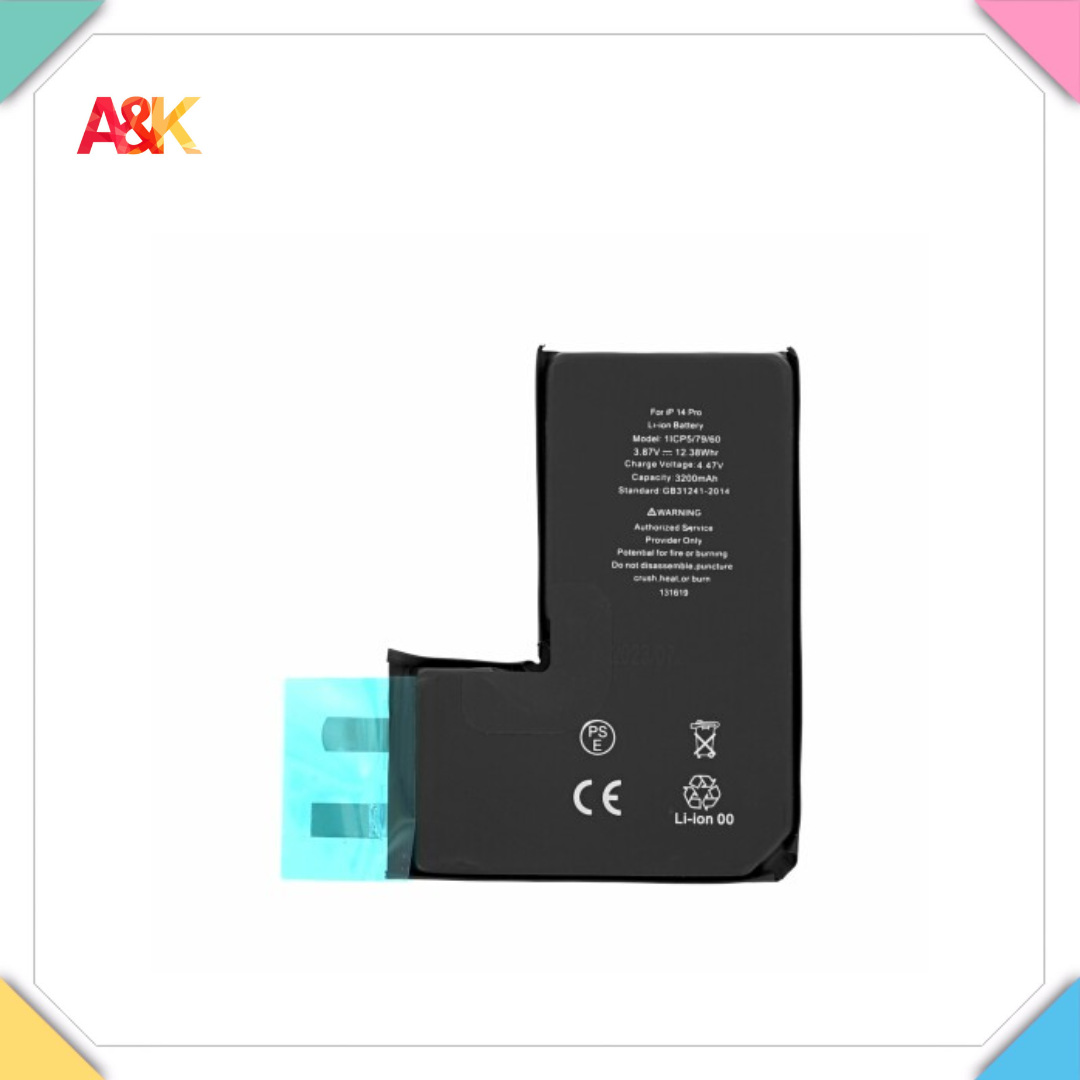 A&K
For iP 14 Pro
Li-ion Battery
Model: 1ICP5/79/60
3.87V⎓12.38Whr
Charge Voltage:4.47V
Capacity 3200mAh
Standard GB31241-2014
⚠WARNING
Authorized Service
Provider Only
Potential for fire or burning
Do not disassemble,puncture
crush,heat,or burn
131619
PS
E
CE
Li-ion 00